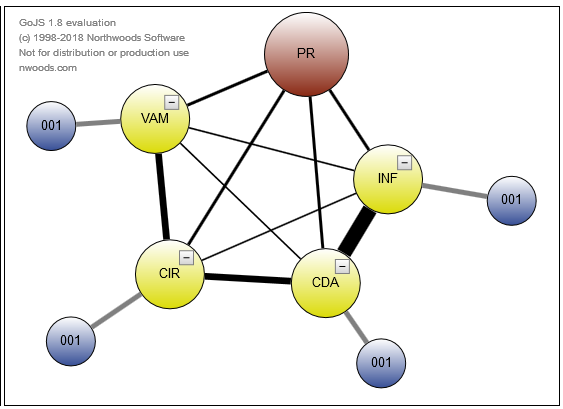 GoJS 1.8 evaluation
(c) 1998-2018 Northwoods Software
Not for distribution or production use
nwoods.com
PR
VAM
001
INF
001
CIR
CDA
001
001